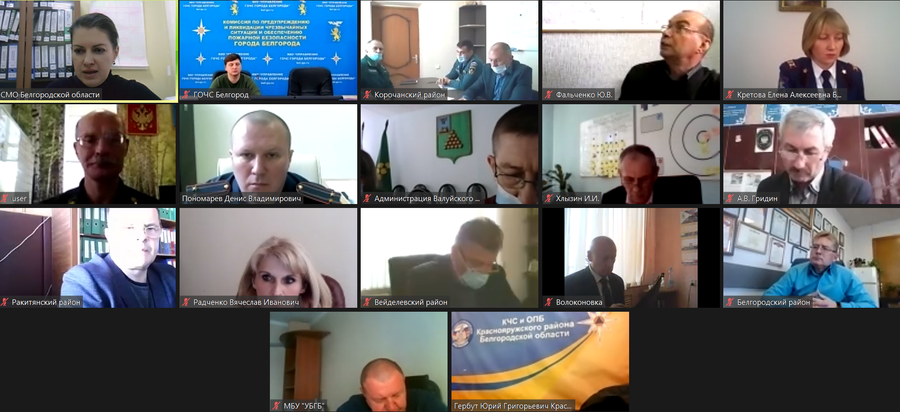 КОМИССИЯ ПО ПРЕДУПРЕЖДЕНИЮ
И ЛИКВИДАЦИИ ЧРЕЗВЫЧАЙНЫХ
СИТУАЦИЙ И ОБЕСПЕЧЕНИЮ
ПОЖАРНОЙ БЕЗОПАСНОСТИ
ГОРОДА БЕЛГОРОДА
СМО Белгородской области
ГОЧС Белгород
Корочанский район
Фальченко Ю.В.
Кретова Елена Алексеевна Б...
user
Пономарев Денис Владимирович
Администрация Валуйского ...
Хлызин И.И.
А.В. Гридин
Ракитянский район
Радченко Вячеслав Иванович
Вейделевский район
Волоконовка
Белгородский район
МБУ "УБГБ"
КЧС и ОПБ
Краснояружского района
Белгородской области
Гербут Юрий Григорьевич Крас...